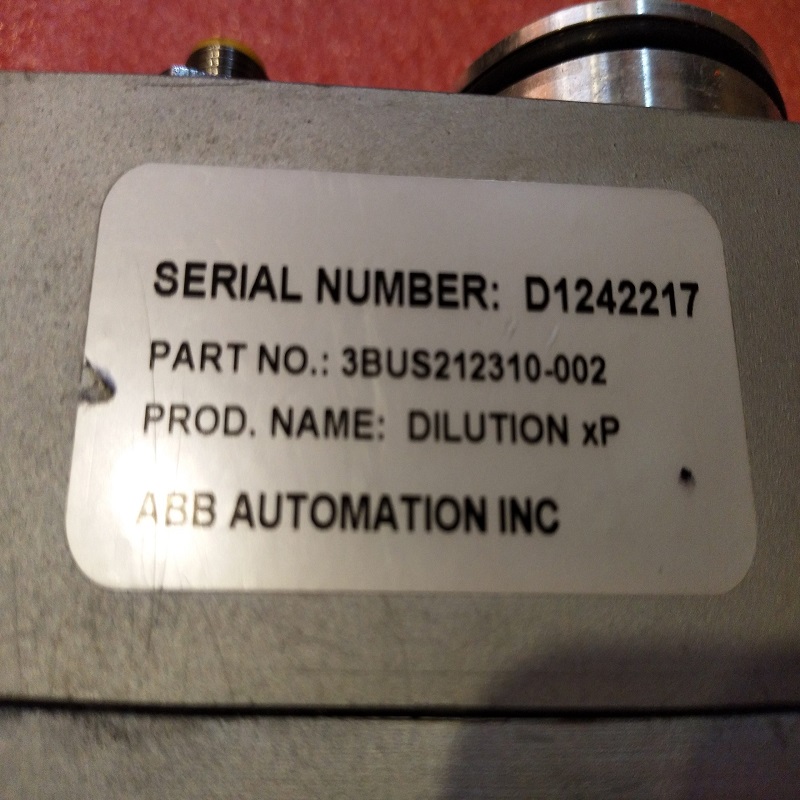 SERIAL NUMBER: D1242217
PART NO.: 3BUS212310-002
PROD. NAME: DILUTION xP
ABB AUTOMATION INC